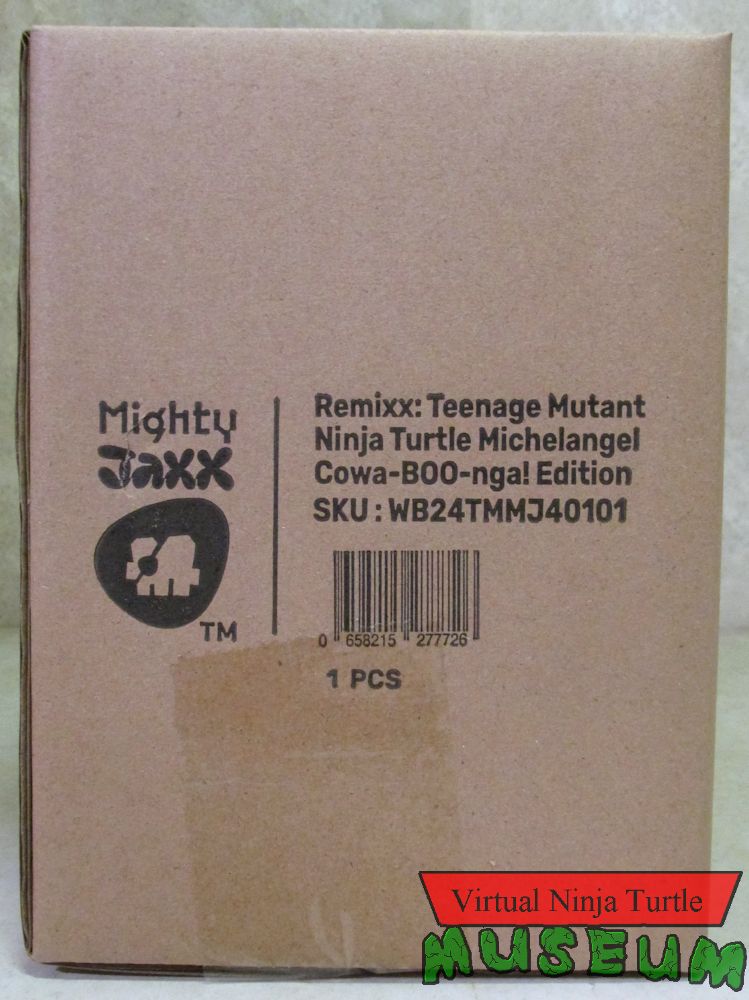 Mighty
Jaxx
TM
Remixx: Teenage Mutant
Ninja Turtle Michelangel
Cowa-BOO-nga! Edition
SKU : WB24TMMJ40101
0 658215 277726
1 PCS
Virtual Ninja Turtle
MUSEUM